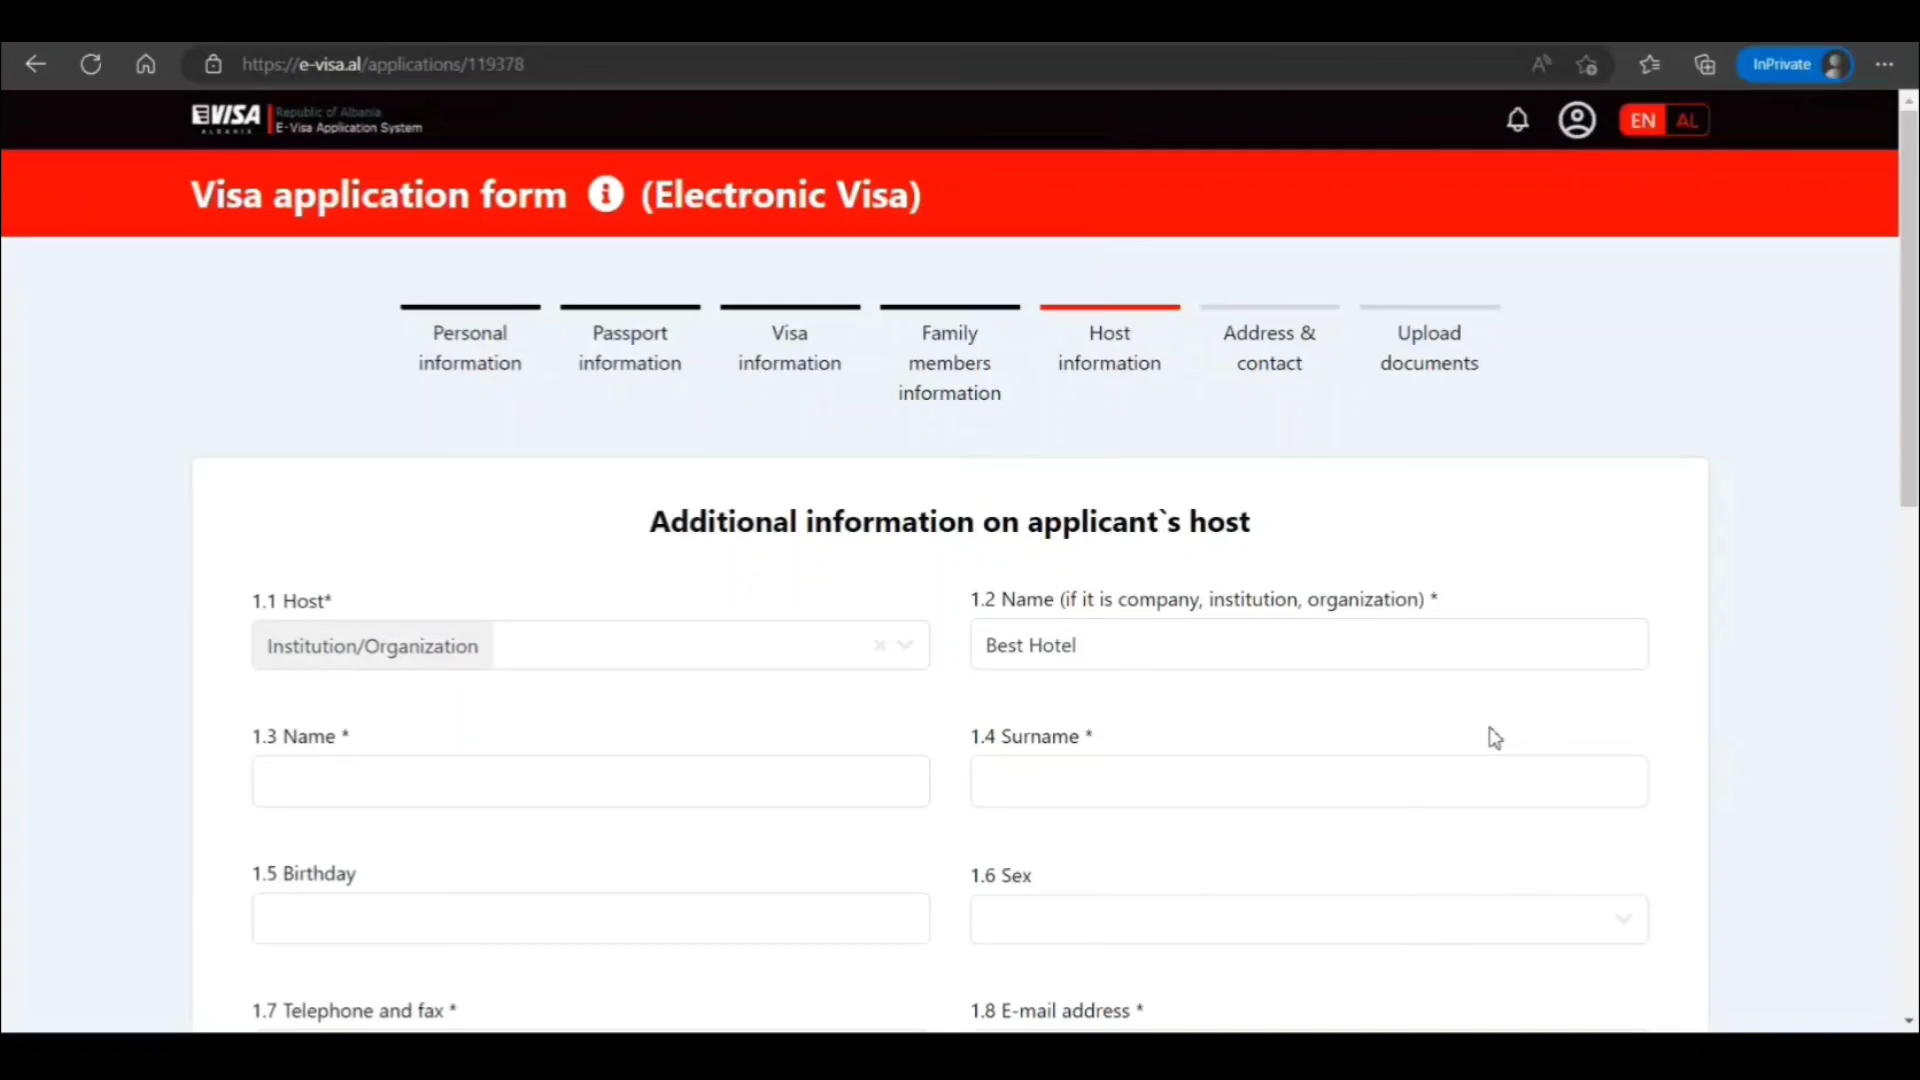 https://e-visa.al/applications/119378
InPrivate
EVISA
ALBANIA
Republic of Albania
E-Visa Application System
EN AL
Visa application form (Electronic Visa)
Personal information
Passport information
Visa information
Family members information
Host information
Address & contact
Upload documents
Additional information on applicant`s host
1.1 Host*
Institution/Organization
1.2 Name (if it is company, institution, organization) *
Best Hotel
1.3 Name *
1.4 Surname *
1.5 Birthday
1.6 Sex
1.7 Telephone and fax *
1.8 E-mail address *